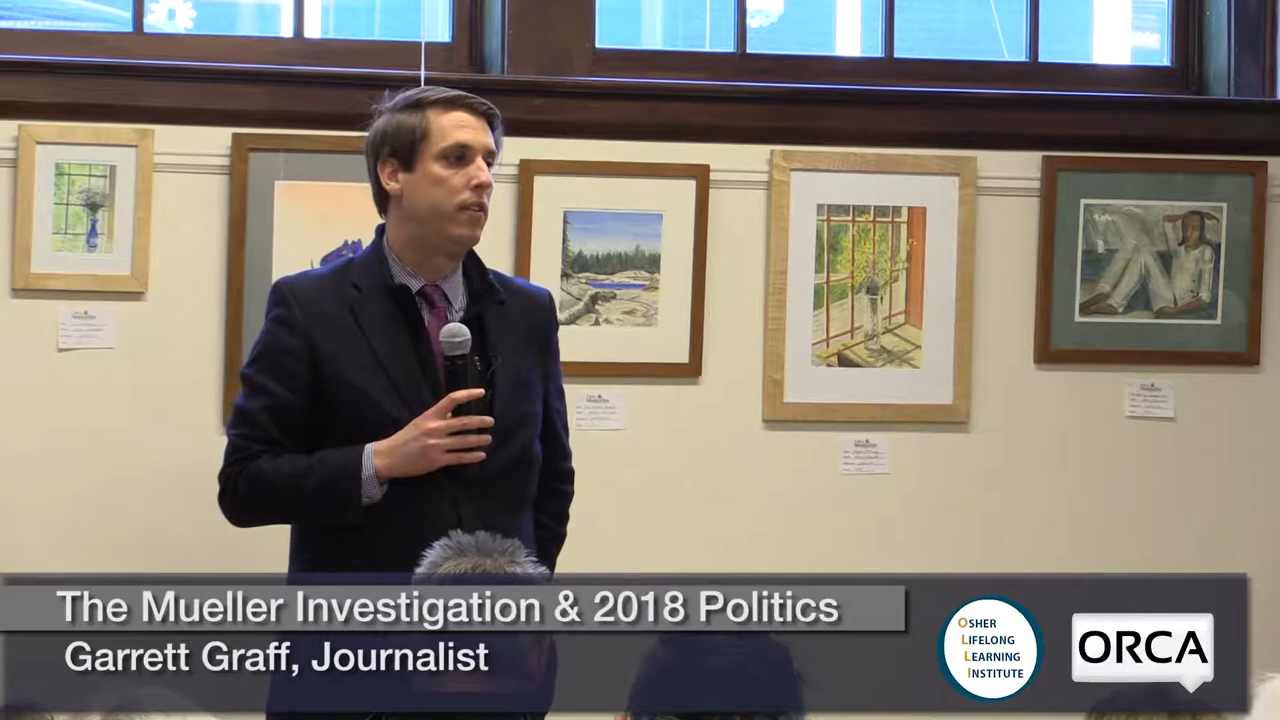 The Mueller Investigation & 2018 Politics
Garrett Graff, Journalist
OSHER
LIFELONG
LEARNING
INSTITUTE
ORCA